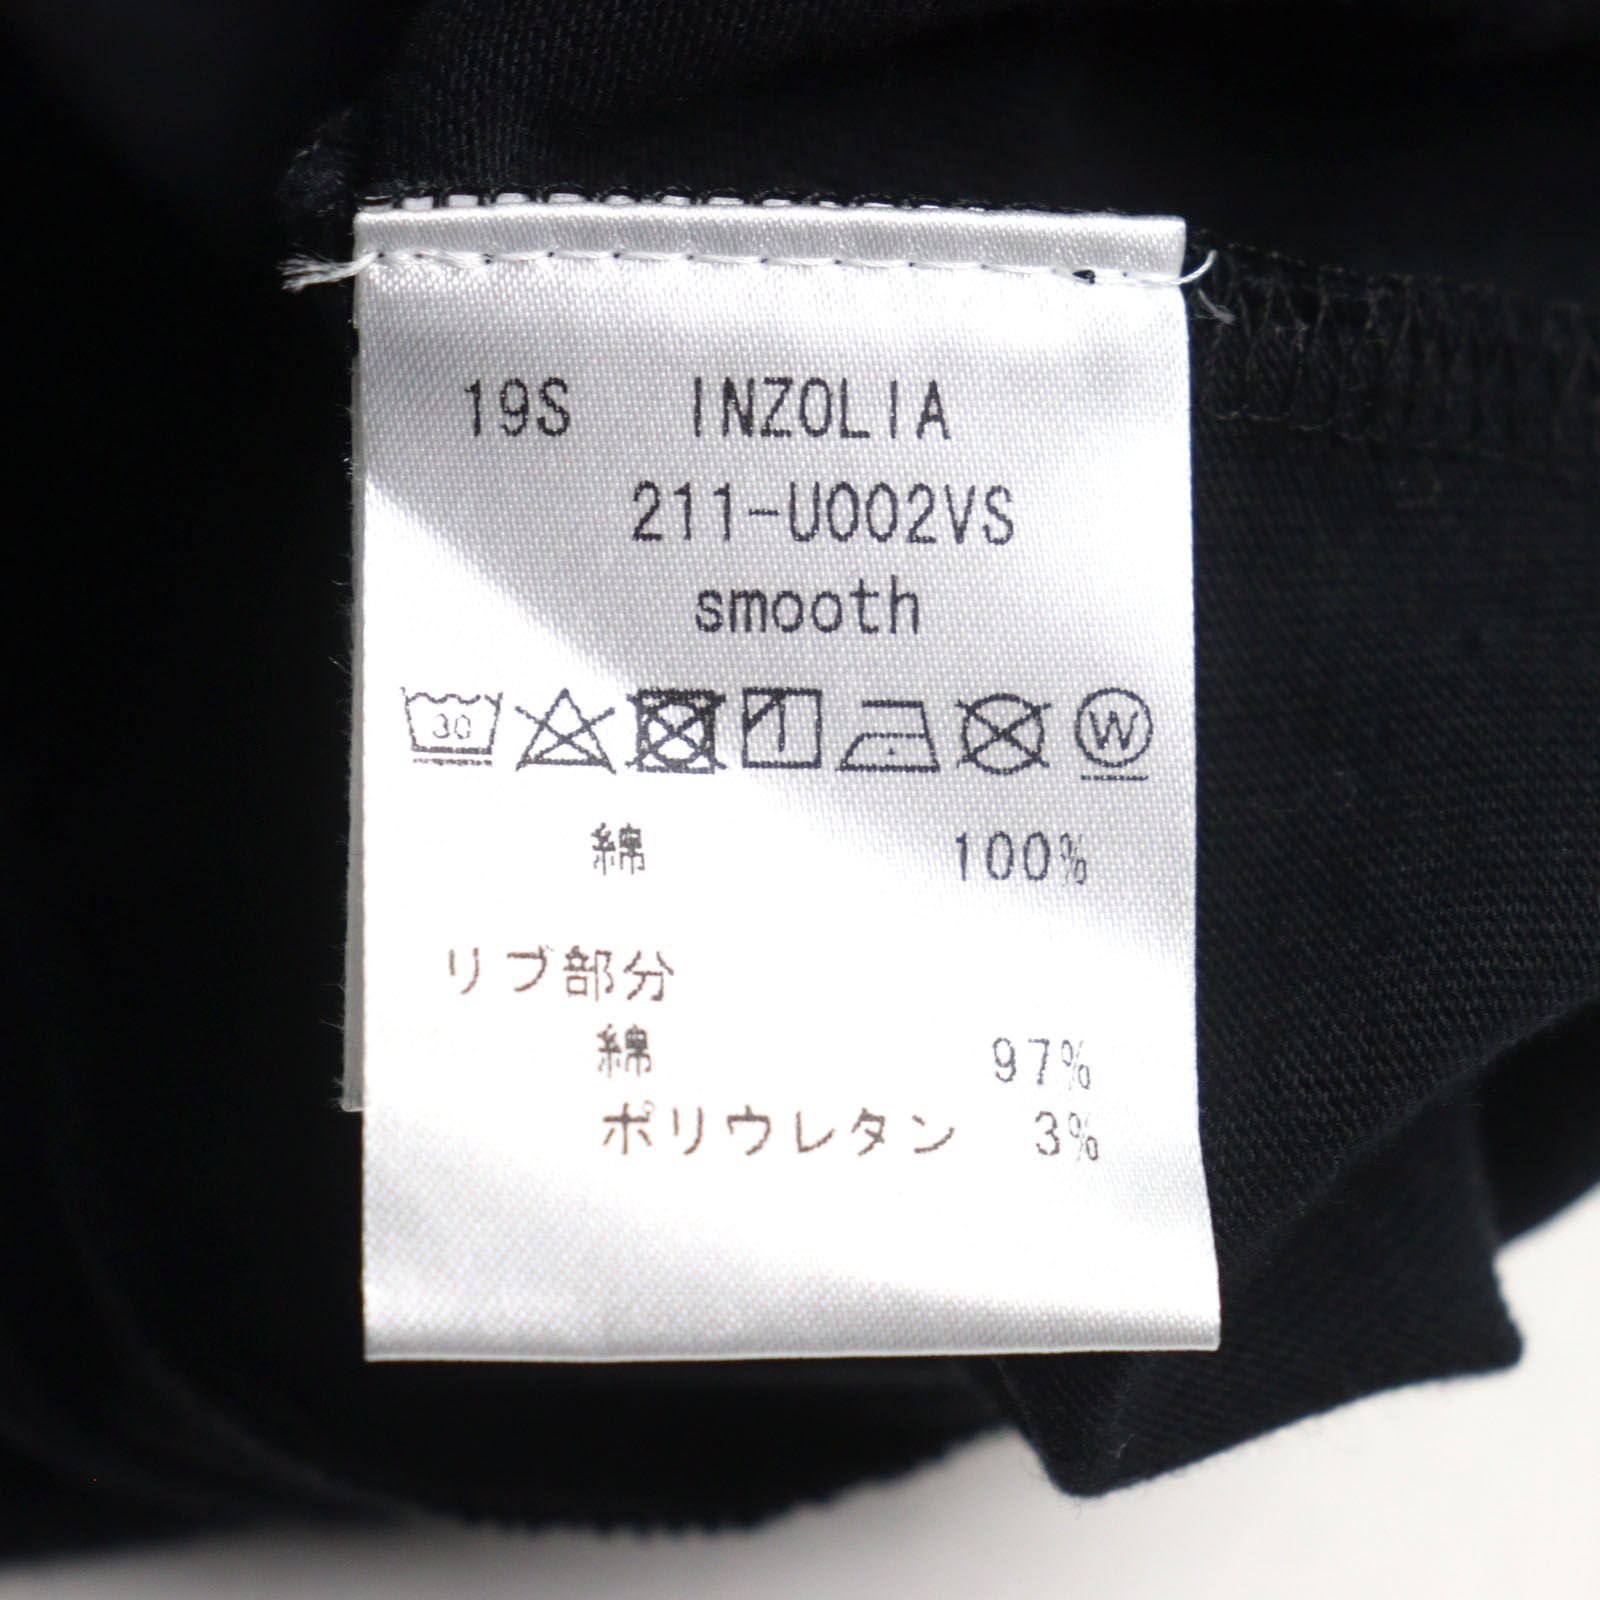 19S INZOLIA
211-U002VS
smooth
30 W
綿 100%
リブ部分
綿 97%
ポリウレタン 3%